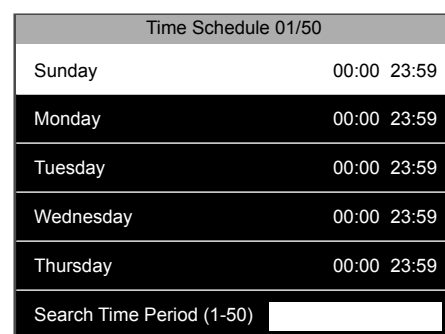 Time Schedule 01/50
Sunday 00:00 23:59
Monday 00:00 23:59
Tuesday 00:00 23:59
Wednesday 00:00 23:59
Thursday 00:00 23:59
Search Time Period (1-50)